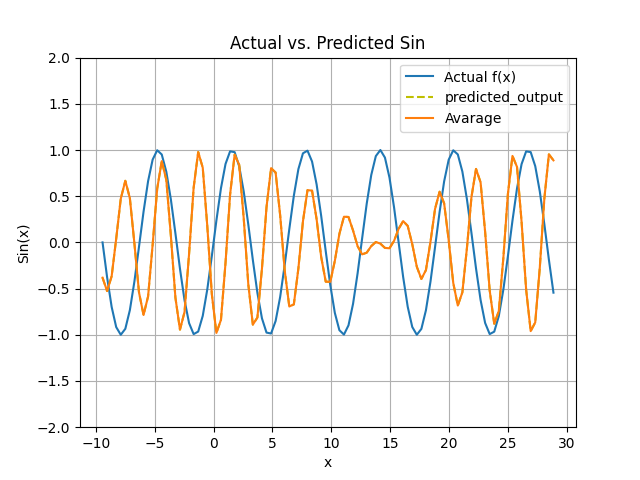 Actual vs. Predicted Sin
Actual f(x)
predicted_output
Avarage
Sin(x)
2.0
1.5
1.0
0.5
0.0
−0.5
−1.0
−1.5
−2.0
−10 −5 0 5 10 15 20 25 30
x